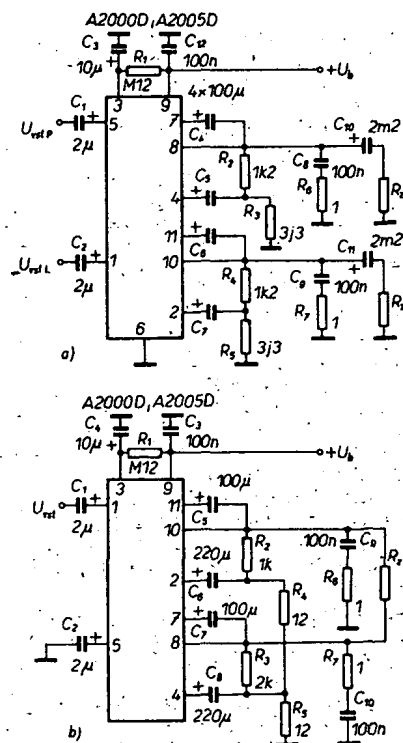 A2000D, A2005D
C3
C12
10µ
+
R1
100n
M12
+Ub
4×100µ
3
9
C1
+
Uvst P
2µ
5
7
+
C4
8
R2
1k2
C8
100n
R6
1
C10
2m2
+
Rz
C5
4
+
R3
3j3
11
+
C6
10
C2
+
Uvst L
2µ
1
R4
1k2
C9
100n
R7
1
C11
2m2
+
2
+
C7
R5
3j3
6
a)
A2000D, A2005D
C4
C3
10µ
+
R1
100n
M12
+Ub
3
9
100µ
C1
+
Uvst
2µ
1
11
+
C5
10
R2
1k
220µ
2
+
C6
100n
C9
R6
1
Rz
R4
12
7
+
100µ
C7
C2
+
2µ
5
8
R3
2k
R7
1
C8
4
+
220µ
R5
12
C10
100n
b)